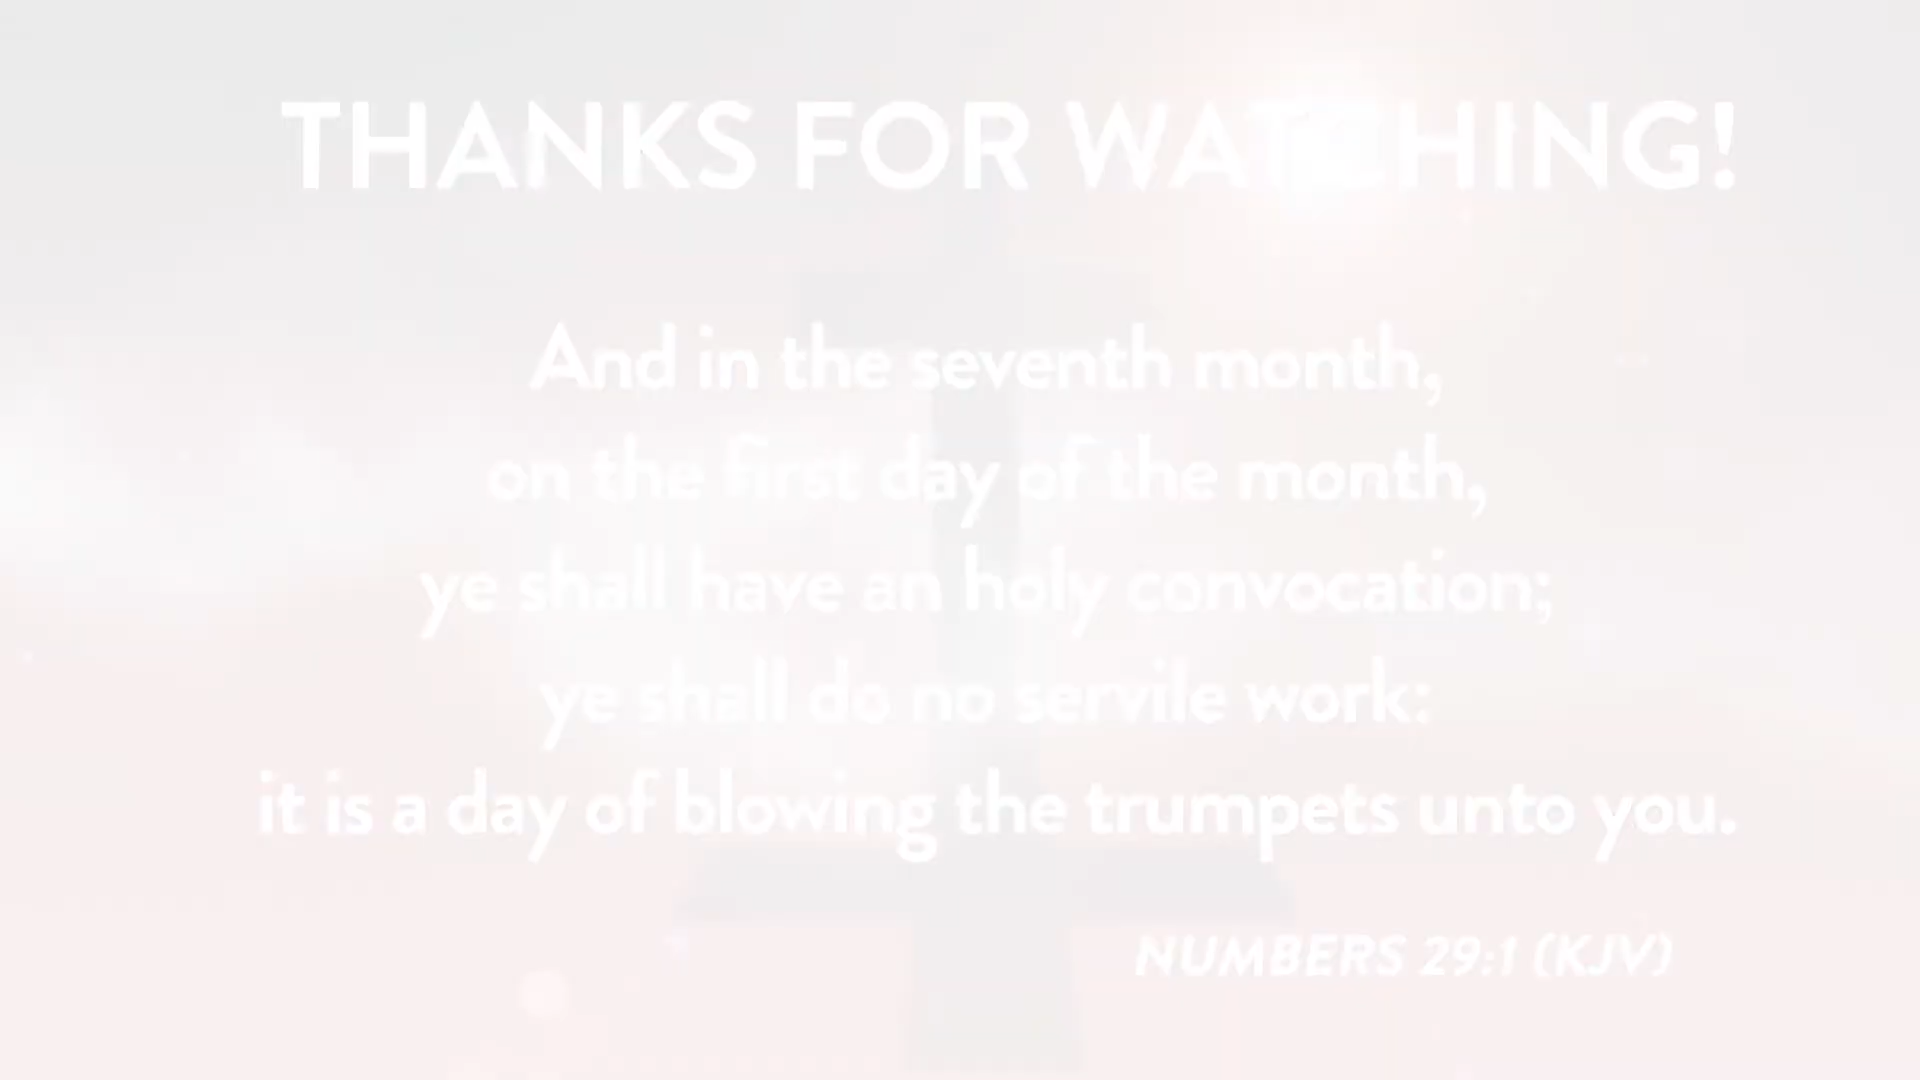 THANKS FOR WATCHING!
And in the seventh month,
on the first day of the month,
ye shall have an holy convocation;
ye shall do no servile work:
it is a day of blowing the trumpets unto you.
NUMBERS 29:1 (KJV)